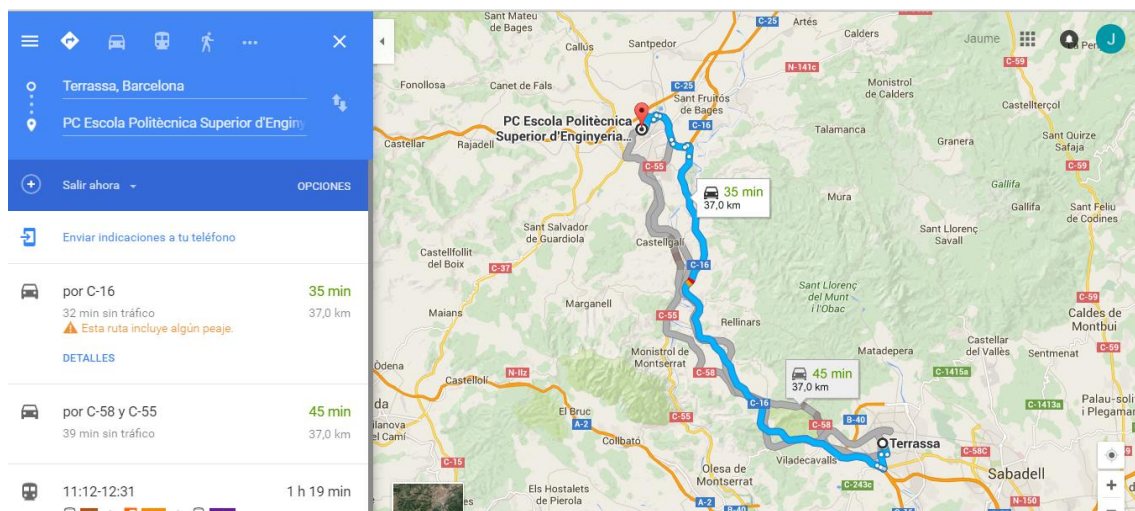 Terrassa, Barcelona
PC Escola Politècnica Superior d'Enginy
Salir ahora
OPCIONES
Enviar indicaciones a tu teléfono
por C-16
35 min
32 min sin tráfico
37,0 km
Esta ruta incluye algún peaje.
DETALLES
por C-58 y C-55
45 min
39 min sin tráfico
37,0 km
11:12-12:31
1 h 19 min
Jaume
J
Sant Mateu
de Bages
C-25
Artés
Callús
Santpedor
Calders
N-141c
C-59
Fonollosa
Canet de Fals
C-25
Sant Fruitós
de Bages
Monistrol
de Calders
Castellterçol
PC Escola Politècnica
Superior d'Enginyeria...
C-16
Talamanca
Granera
Sant Quirze
Safaja
Castellar
Rajadell
C-55
35 min
37,0 km
Mura
Gallifa
Gallifa
Sant Feliu
de Codines
Sant Salvador
de Guardiola
Castellgalí
Sant Llorenç
Savall
Castellfollit
del Boix
C-37
C-16
Sant Llorenç
del Munt
i l'Obac
Marganell
Maians
C-55
Rellinars
C-59
Caldes de
Montbui
Monistrol de
Montserrat
Matadepera
Castellar
del Vallès
Sentmenat
C-59
Òdena
N-IIz
Castellolí
C-58
45 min
37,0 km
C-1415a
C-1413a
Palau-soli
i Plegamar
da
ilanova
el Camí
El Bruc
A-2
C-55
C-16
C-58
B-40
Collbató
Terrassa
C-15
Olesa de
Montserrat
Viladecavalls
C-58C
Sabadell
C-243c
Els Hostalets
de Pierola
A-2
B-40
N-150